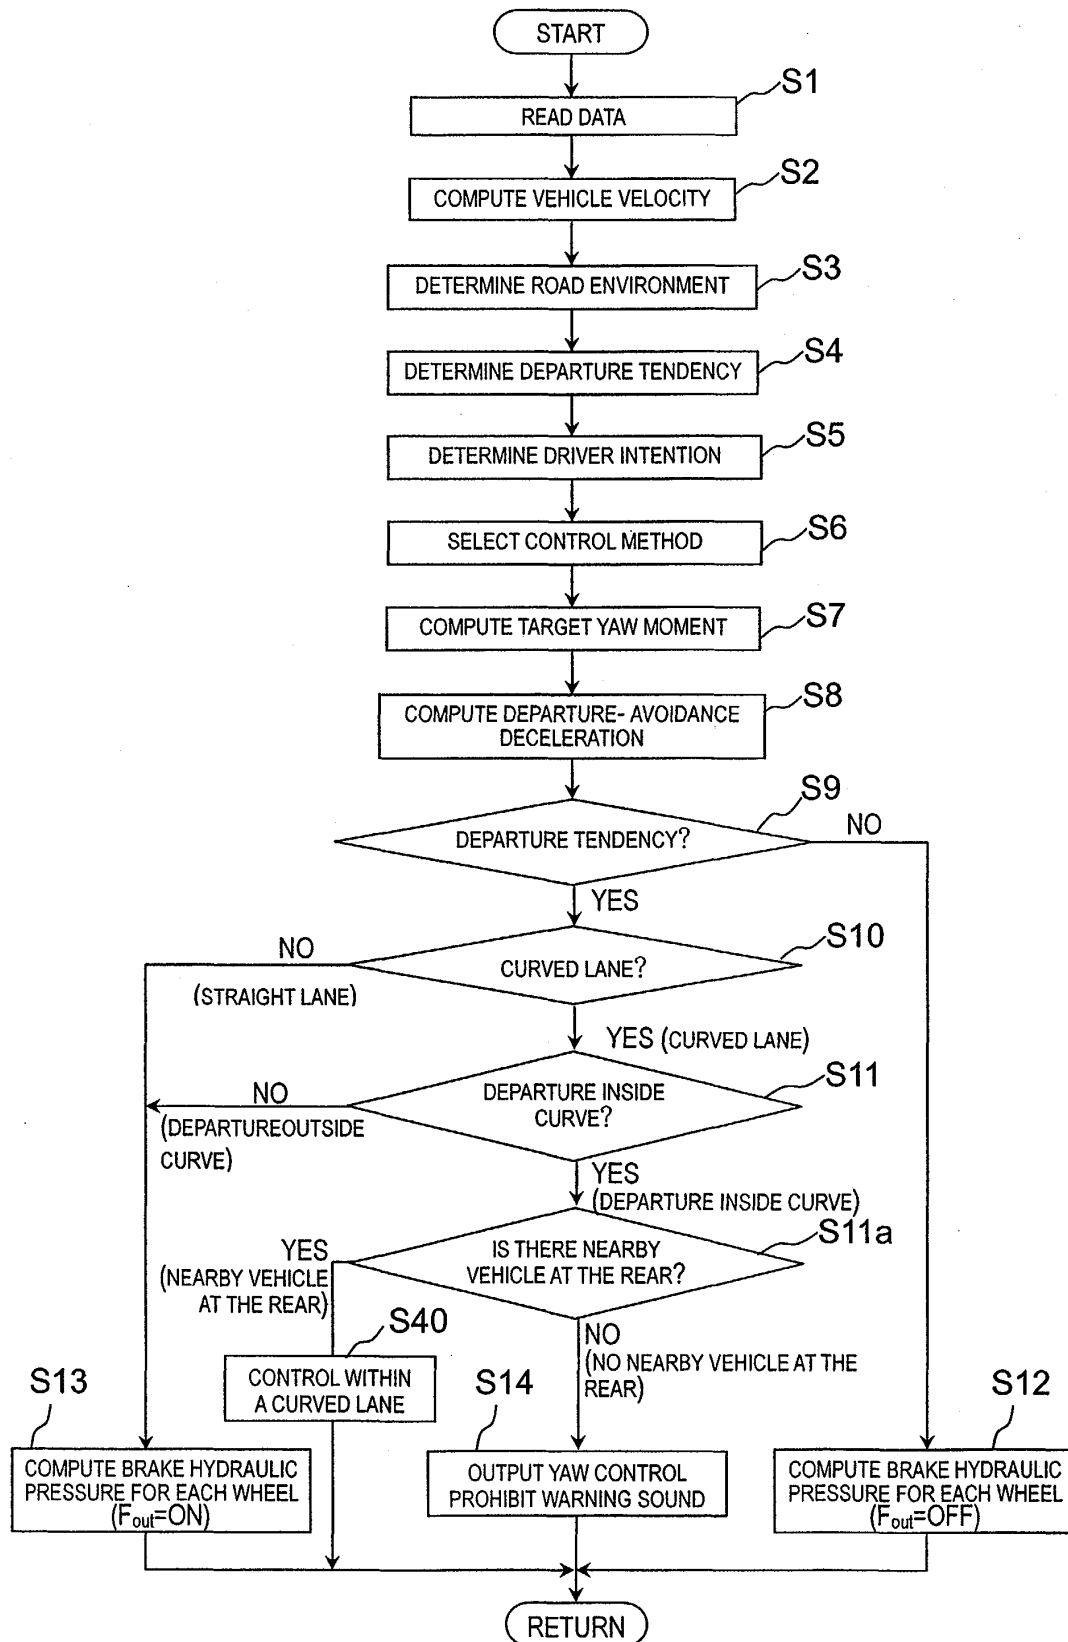 START
S1
READ DATA
S2
COMPUTE VEHICLE VELOCITY
S3
DETERMINE ROAD ENVIRONMENT
S4
DETERMINE DEPARTURE TENDENCY
S5
DETERMINE DRIVER INTENTION
S6
SELECT CONTROL METHOD
S7
COMPUTE TARGET YAW MOMENT
S8
COMPUTE DEPARTURE- AVOIDANCE
DECELERATION
S9
DEPARTURE TENDENCY?
NO
YES
S10
CURVED LANE?
NO
(STRAIGHT LANE)
YES (CURVED LANE)
S11
DEPARTURE INSIDE
CURVE?
NO
(DEPARTUREOUTSIDE
CURVE)
YES
(DEPARTURE INSIDE CURVE)
S11a
IS THERE NEARBY
VEHICLE AT THE REAR?
YES
(NEARBY VEHICLE
AT THE REAR)
NO
(NO NEARBY VEHICLE AT THE
REAR)
S40
CONTROL WITHIN
A CURVED LANE
S13
COMPUTE BRAKE HYDRAULIC
PRESSURE FOR EACH WHEEL
(Fout=ON)
S14
OUTPUT YAW CONTROL
PROHIBIT WARNING SOUND
S12
COMPUTE BRAKE HYDRAULIC
PRESSURE FOR EACH WHEEL
(Fout=OFF)
RETURN